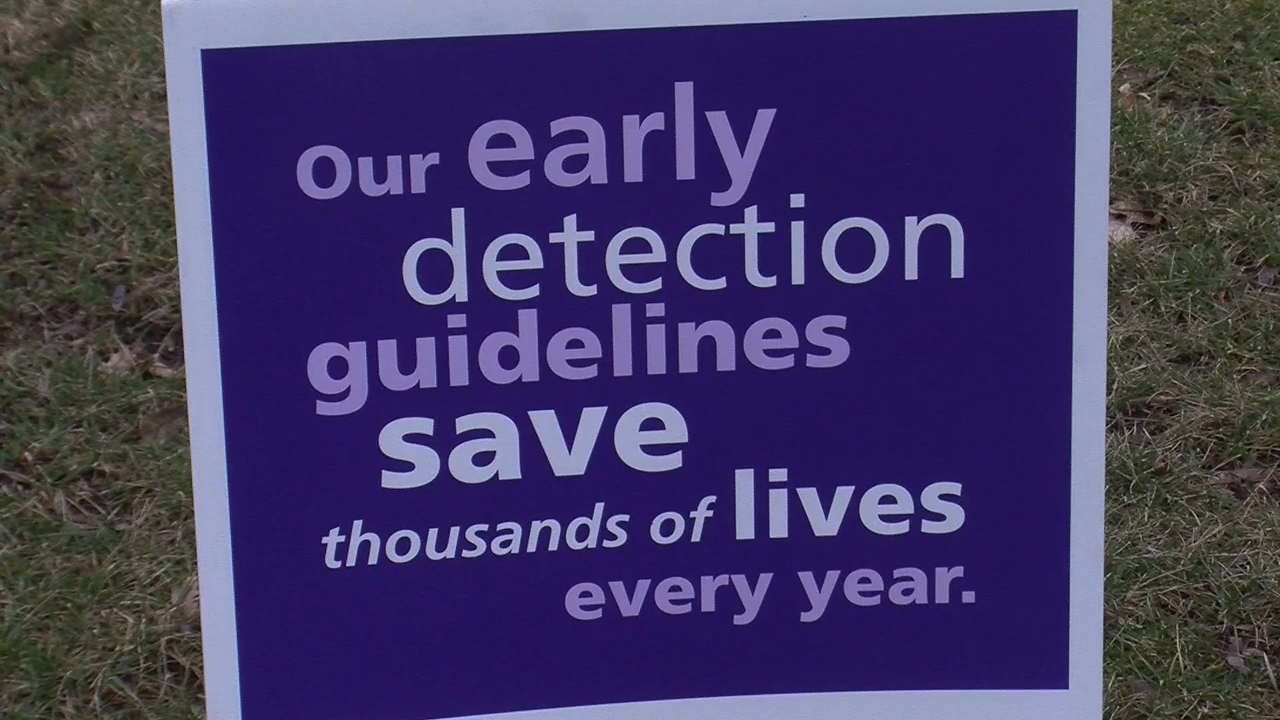 Our early
detection
guidelines
save
thousands of lives
every year.